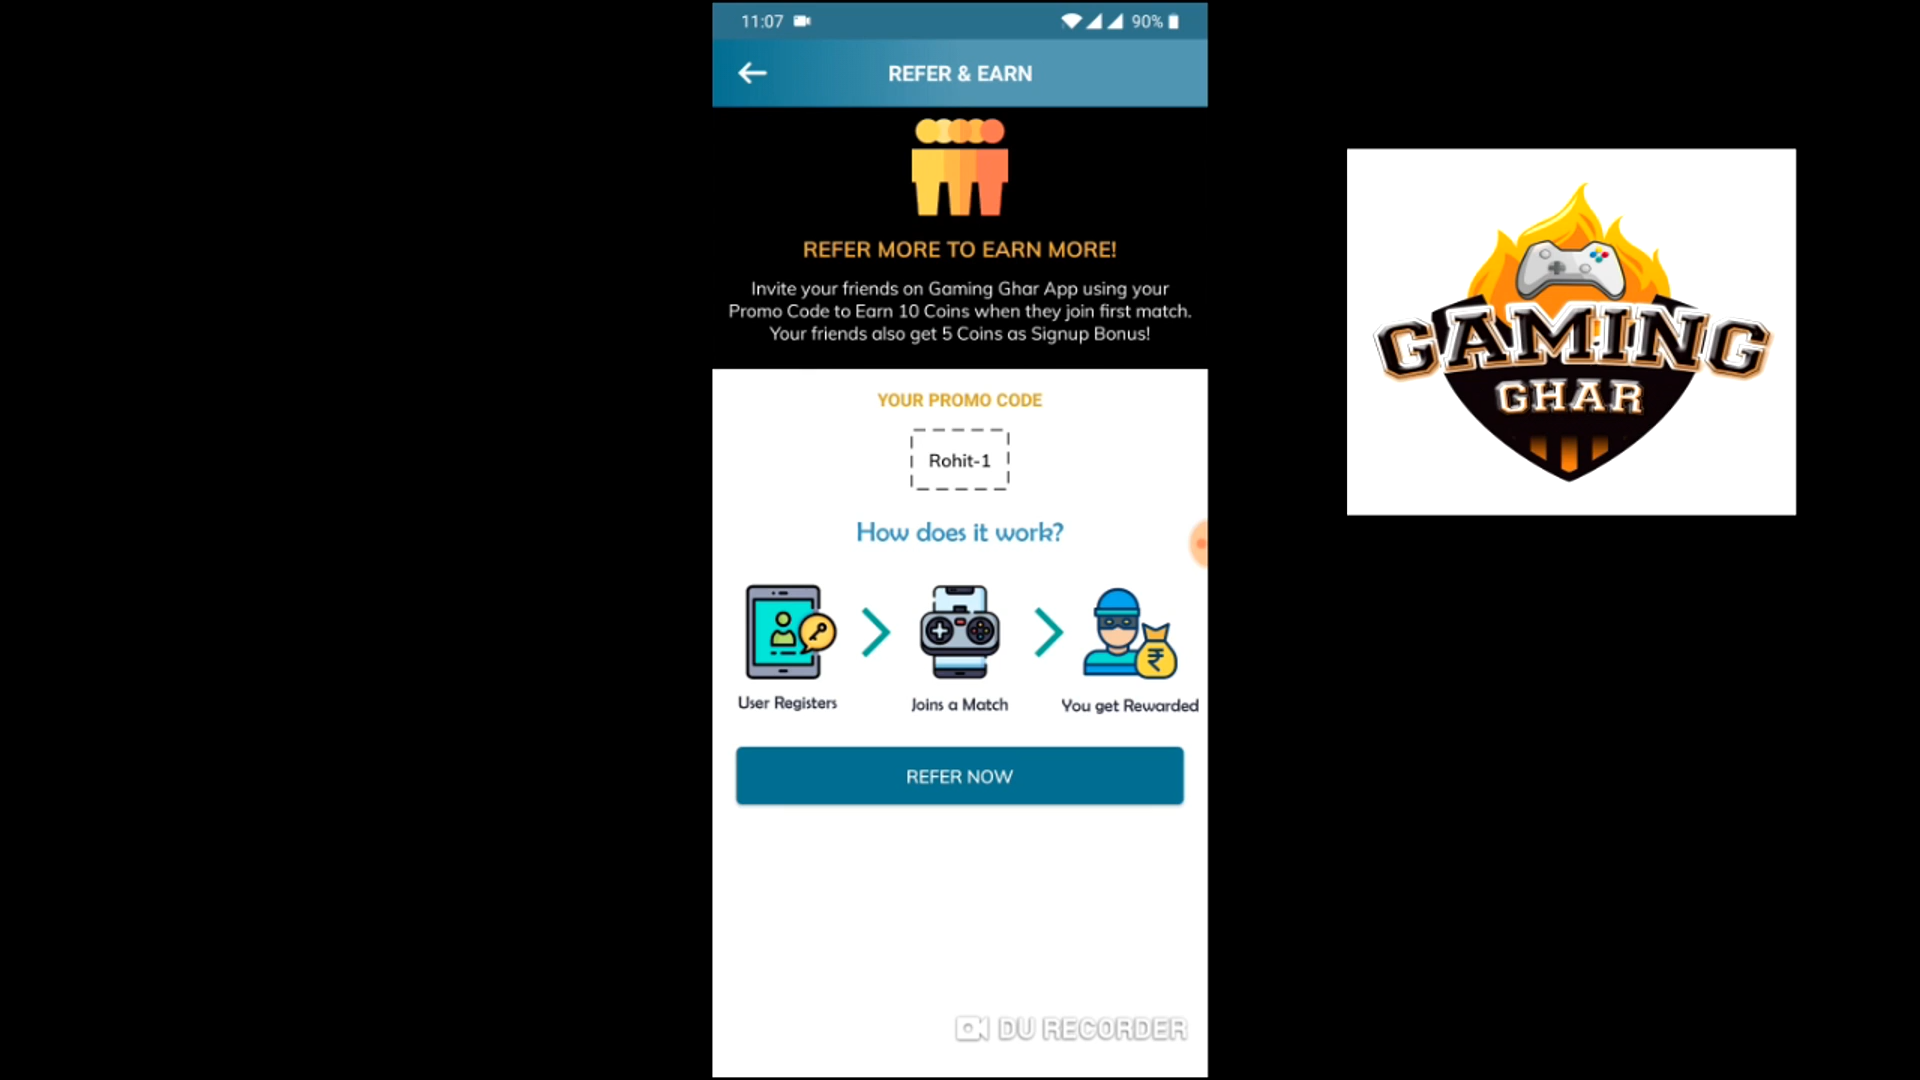 11:07
90%
REFER & EARN
REFER MORE TO EARN MORE!
Invite your friends on Gaming Ghar App using your
Promo Code to Earn 10 Coins when they join first match.
Your friends also get 5 Coins as Signup Bonus!
YOUR PROMO CODE
Rohit-1
How does it work?
₹
User Registers
Joins a Match
You get Rewarded
REFER NOW
DU RECORDER
GAMING
GHAR